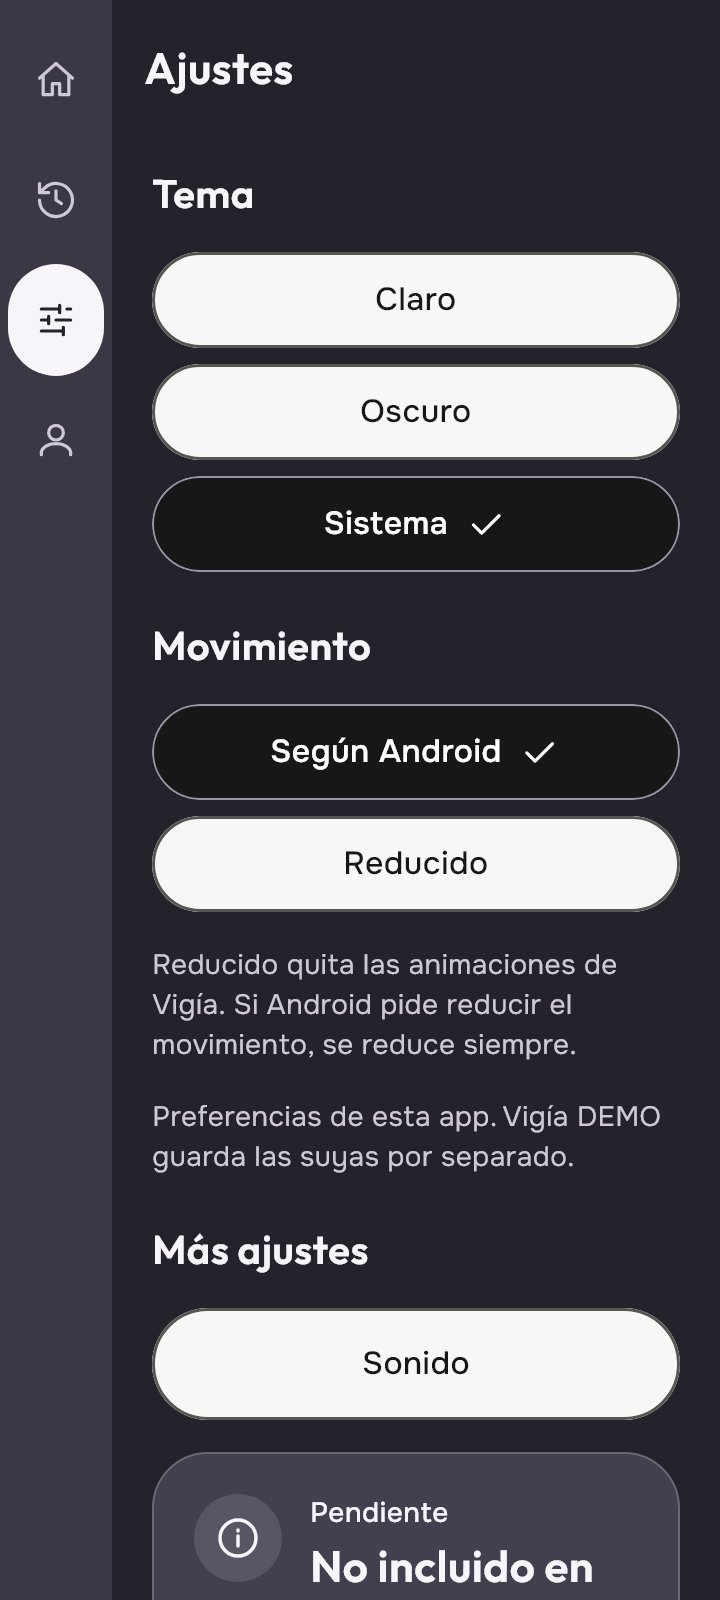 Ajustes
Tema
Claro
Oscuro
Sistema
Movimiento
Según Android
Reducido
Reducido quita las animaciones de
Vigía. Si Android pide reducir el
movimiento, se reduce siempre.
Preferencias de esta app. Vigía DEMO
guarda las suyas por separado.
Más ajustes
Sonido
Pendiente
No incluido en